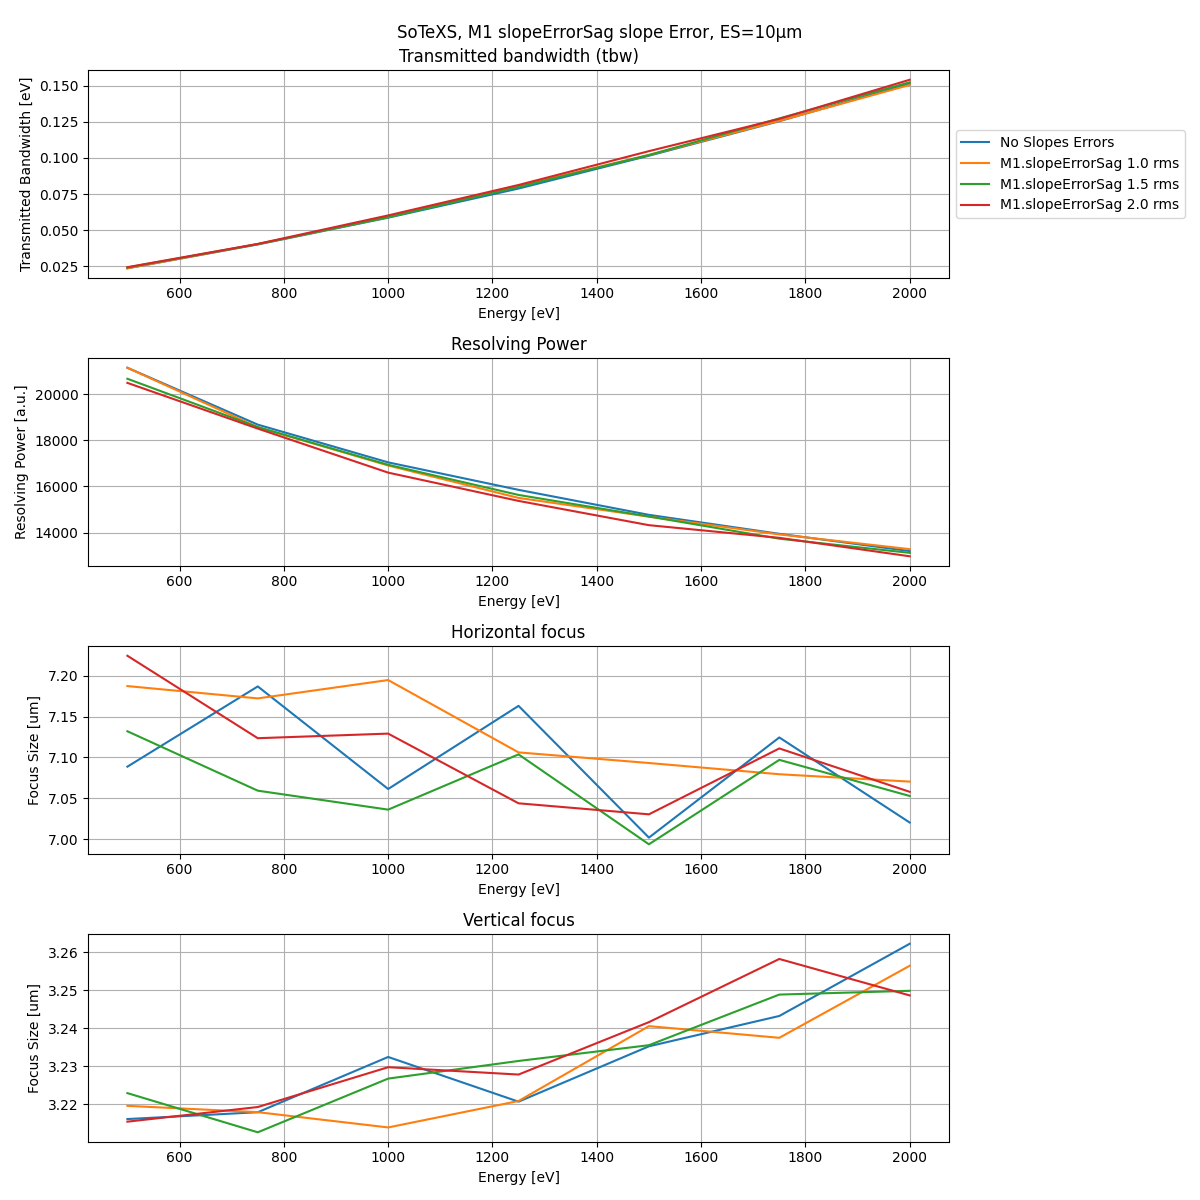 SoTeXS, M1 slopeErrorSag slope Error, ES=10μm
Transmitted bandwidth (tbw)
Transmitted Bandwidth [eV]
0.150
0.125
0.100
0.075
0.050
0.025
600 800 1000 1200 1400 1600 1800 2000
Energy [eV]
No Slopes Errors
M1.slopeErrorSag 1.0 rms
M1.slopeErrorSag 1.5 rms
M1.slopeErrorSag 2.0 rms
Resolving Power
Resolving Power [a.u.]
20000
18000
16000
14000
600 800 1000 1200 1400 1600 1800 2000
Energy [eV]
Horizontal focus
Focus Size [um]
7.20
7.15
7.10
7.05
7.00
600 800 1000 1200 1400 1600 1800 2000
Energy [eV]
Vertical focus
Focus Size [um]
3.26
3.25
3.24
3.23
3.22
600 800 1000 1200 1400 1600 1800 2000
Energy [eV]